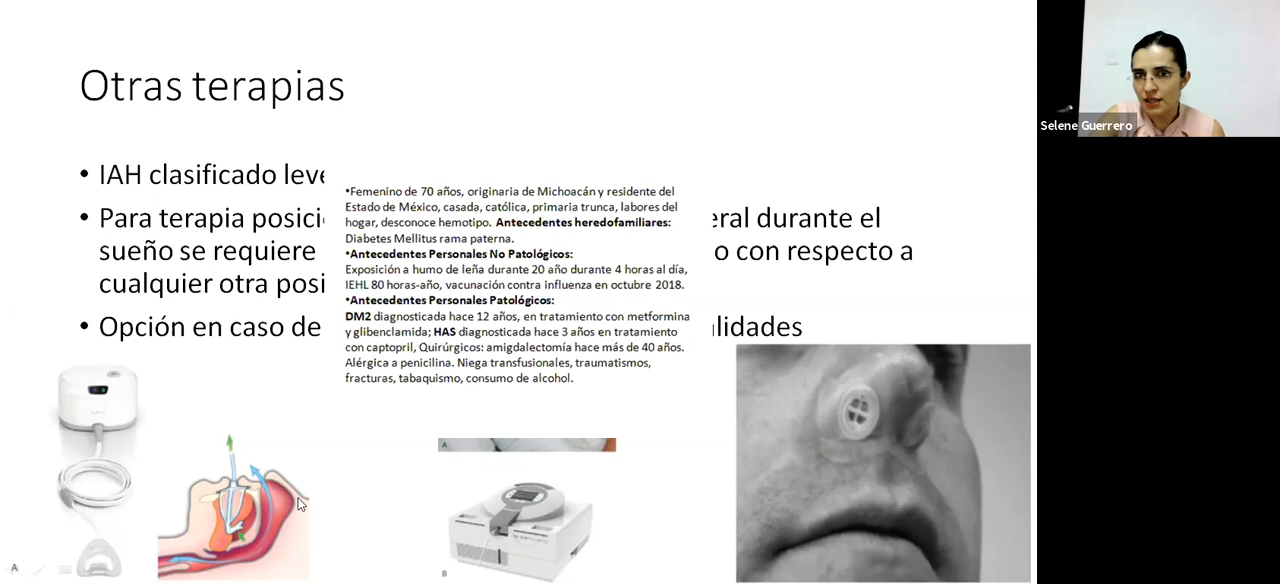 Otras terapias
Selene Guerrero
• IAH clasificado leve
• Para terapia posici
eral durante el
sueño se requiere
o con respecto a
cualquier otra posi
• Opción en caso de
lidades
•Femenino de 70 años, originaria de Michoacán y residente del
Estado de México, casada, católica, primaria trunca, labores del
hogar, desconoce hemotipo. Antecedentes heredofamiliares:
Diabetes Mellitus rama paterna.
•Antecedentes Personales No Patológicos:
Exposición a humo de leña durante 20 año durante 4 horas al día,
IEHL 80 horas-año, vacunación contra influenza en octubre 2018.
•Antecedentes Personales Patológicos:
DM2 diagnosticada hace 12 años, en tratamiento con metformina
y glibenclamida; HAS diagnosticada hace 3 años en tratamiento
con captopril, Quirúrgicos: amigdalectomía hace más de 40 años.
Alérgica a penicilina. Niega transfusionales, traumatismos,
fracturas, tabaquismo, consumo de alcohol.
A
A
B